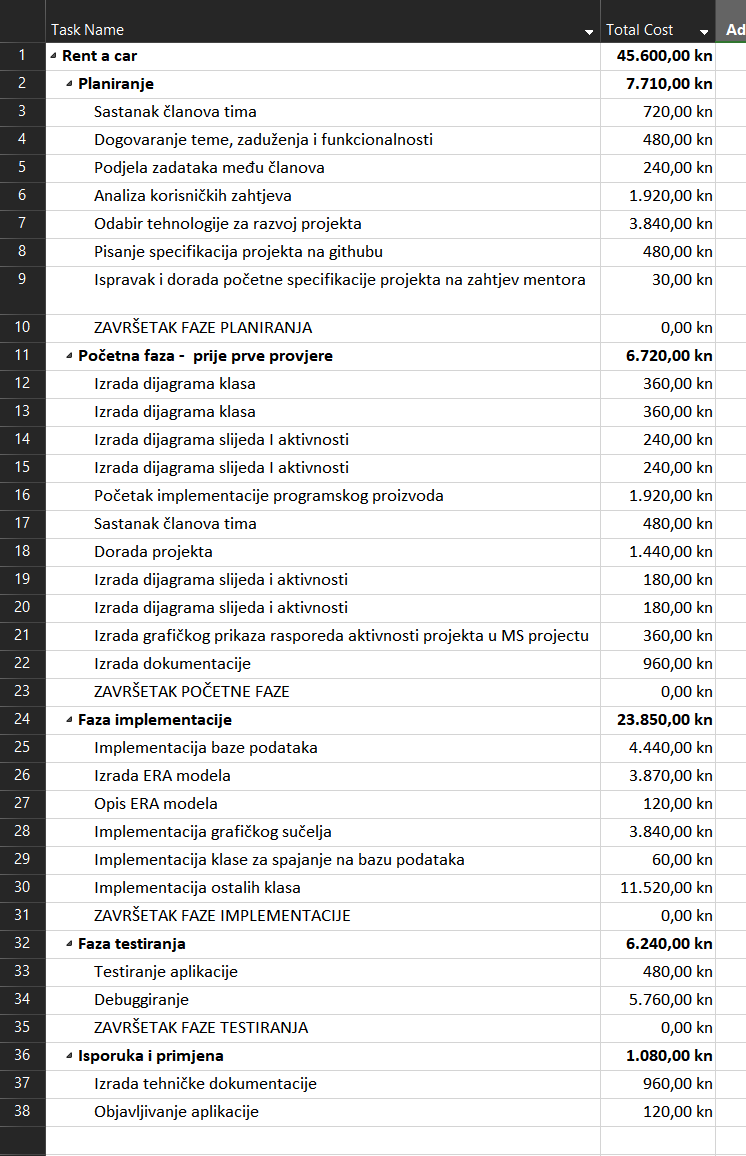 Task Name Total Cost Ad
1 Rent a car 45.600,00 kn
2 Planiranje 7.710,00 kn
3 Sastanak članova tima 720,00 kn
4 Dogovaranje teme, zaduženja i funkcionalnosti 480,00 kn
5 Podjela zadataka među članova 240,00 kn
6 Analiza korisničkih zahtjeva 1.920,00 kn
7 Odabir tehnologije za razvoj projekta 3.840,00 kn
8 Pisanje specifikacija projekta na githubu 480,00 kn
9 Ispravak i dorada početne specifikacije projekta na zahtjev mentora 30,00 kn
10 ZAVRŠETAK FAZE PLANIRANJA 0,00 kn
11 Početna faza - prije prve provjere 6.720,00 kn
12 Izrada dijagrama klasa 360,00 kn
13 Izrada dijagrama klasa 360,00 kn
14 Izrada dijagrama slijeda I aktivnosti 240,00 kn
15 Izrada dijagrama slijeda I aktivnosti 240,00 kn
16 Početak implementacije programskog proizvoda 1.920,00 kn
17 Sastanak članova tima 480,00 kn
18 Dorada projekta 1.440,00 kn
19 Izrada dijagrama slijeda i aktivnosti 180,00 kn
20 Izrada dijagrama slijeda i aktivnosti 180,00 kn
21 Izrada grafičkog prikaza rasporeda aktivnosti projekta u MS projectu 360,00 kn
22 Izrada dokumentacije 960,00 kn
23 ZAVRŠETAK POČETNE FAZE 0,00 kn
24 Faza implementacije 23.850,00 kn
25 Implementacija baze podataka 4.440,00 kn
26 Izrada ERA modela 3.870,00 kn
27 Opis ERA modela 120,00 kn
28 Implementacija grafičkog sučelja 3.840,00 kn
29 Implementacija klase za spajanje na bazu podataka 60,00 kn
30 Implementacija ostalih klasa 11.520,00 kn
31 ZAVRŠETAK FAZE IMPLEMENTACIJE 0,00 kn
32 Faza testiranja 6.240,00 kn
33 Testiranje aplikacije 480,00 kn
34 Debuggiranje 5.760,00 kn
35 ZAVRŠETAK FAZE TESTIRANJA 0,00 kn
36 Isporuka i primjena 1.080,00 kn
37 Izrada tehničke dokumentacije 960,00 kn
38 Objavljivanje aplikacije 120,00 kn